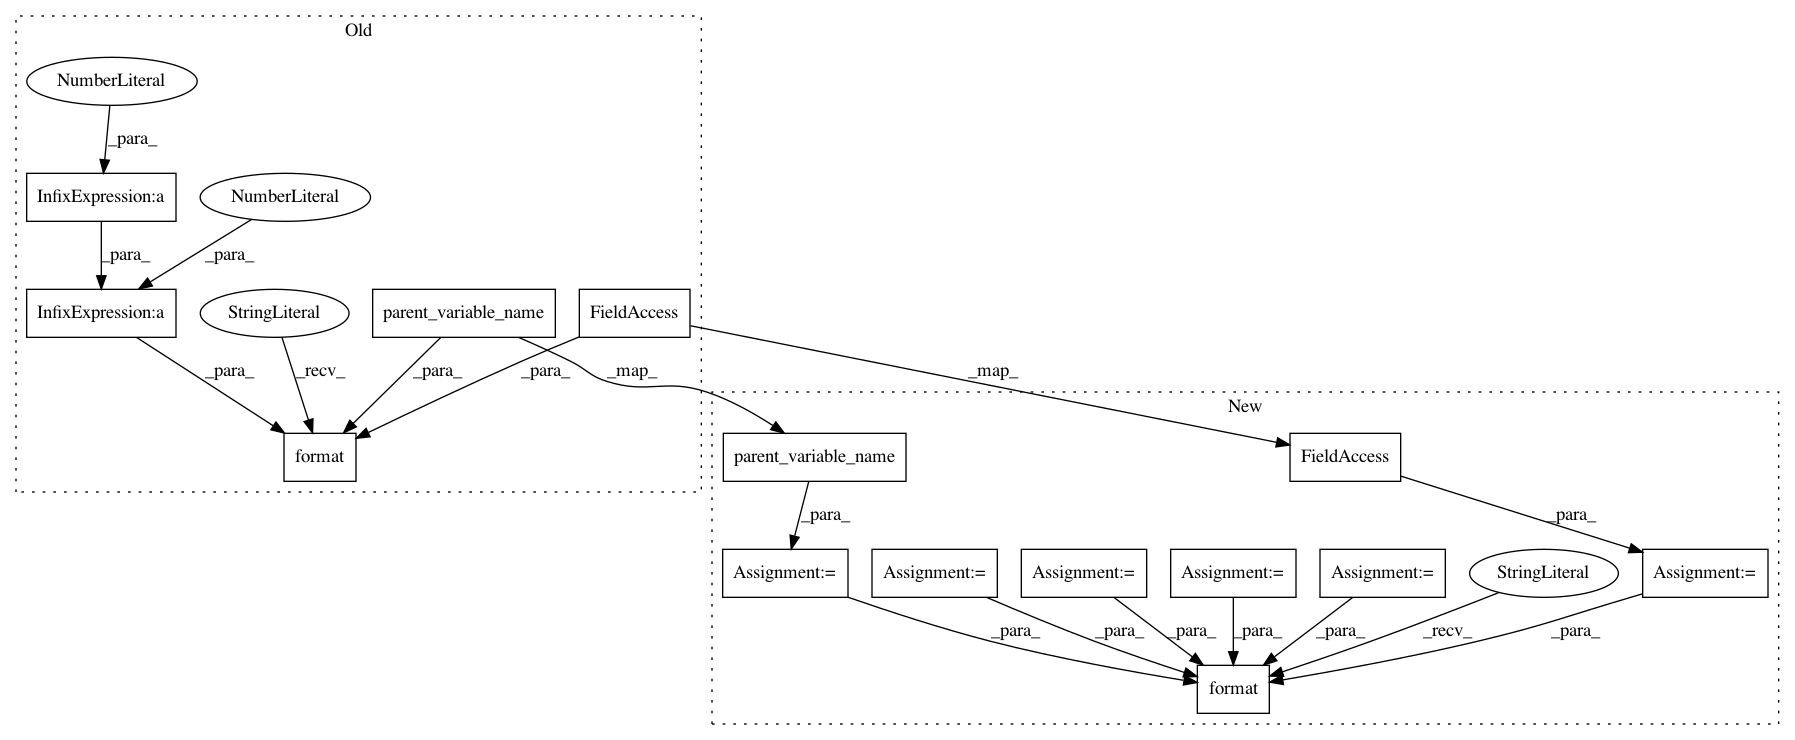 Old
NumberLiteral
_para_
InfixExpression:a
NumberLiteral
_para_
_para_
InfixExpression:a
StringLiteral
parent_variable_name
FieldAccess
_para_
_recv_
_para_
_para_
_map_
_map_
format
New
parent_variable_name
FieldAccess
_para_
_para_
Assignment:=
Assignment:=
Assignment:=
Assignment:=
Assignment:=
StringLiteral
Assignment:=
_para_
_para_
_para_
_para_
_para_
_recv_
_para_
format